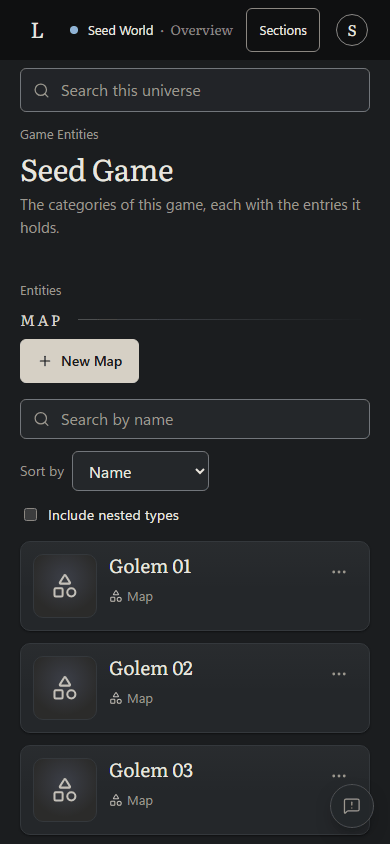 L
Seed World · Overview
Sections
S
Search this universe
Game Entities
Seed Game
The categories of this game, each with the entries it
holds.
Entities
MAP
+ New Map
Search by name
Sort by Name
Include nested types
Golem 01
Map
Golem 02
Map
Golem 03
Map